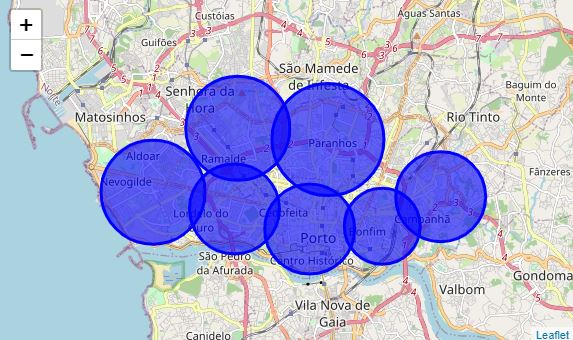 +
−
Custóias
Águas Santas
Guifões
São Mamede
de Infesta
Senhora da
Hora
Baguim do
Monte
Matosinhos
Rio Tinto
Paranhos
Aldoar
Ramalde
Fânzeres
Nevogilde
Lordelo do
Ouro
Cedofeita
Campanhã
Bonfim
Porto
Centro Histórico
São Pedro
da Afurada
Gondomar
Valbom
Vila Nova de
Gaia
Canidelo
Leaflet